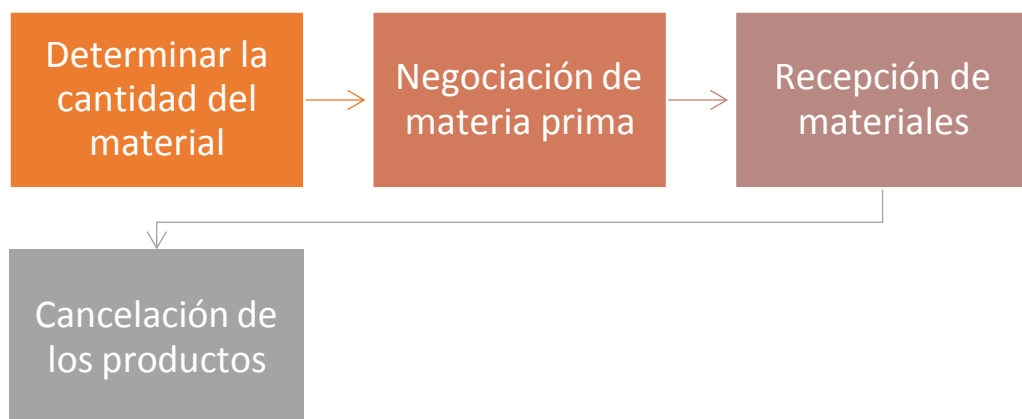 Determinar la
cantidad del
material
Negociación de
materia prima
Recepción de
materiales
Cancelación de
los productos